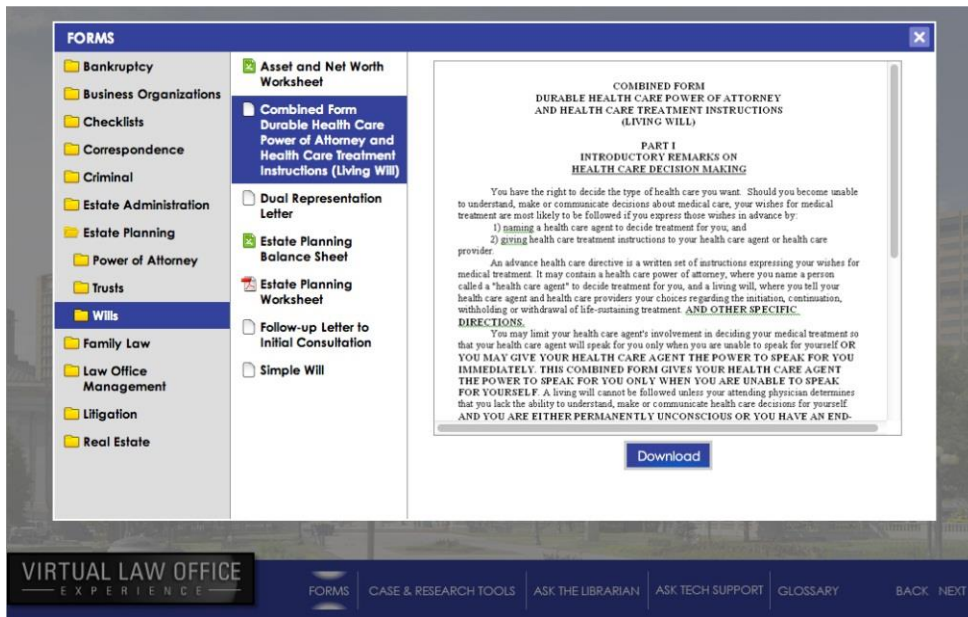 FORMS
Bankruptcy
Business Organizations
Checklists
Correspondence
Criminal
Estate Administration
Estate Planning
Power of Attorney
Trusts
Wills
Family Law
Law Office
Management
Litigation
Real Estate
Asset and Net Worth
Worksheet
Combined Form
Durable Health Care
Power of Attorney and
Health Care Treatment
Instructions (Living Will)
Dual Representation
Letter
Estate Planning
Balance Sheet
Estate Planning
Worksheet
Follow-up Letter to
Initial Consultation
Simple Will
COMBINED FORM
DURABLE HEALTH CARE POWER OF ATTORNEY
AND HEALTH CARE TREATMENT INSTRUCTIONS
(LIVING WILL)
PART I
INTRODUCTORY REMARKS ON
HEALTH CARE DECISION MAKING
You have the right to decide the type of health care you want. Should you become unable
to understand, make or communicate decisions about medical care, your wishes for medical
treatment are most likely to be followed if you express those wishes in advance by:
1) naming a health care agent to decide treatment for you, and
2) giving health care treatment instructions to your health care agent or health care
provider.
An advance health care directive is a written set of instructions expressing your wishes for
medical treatment. It may contain a health care power of attorney, where you name a person
called a "health care agent" to decide treatment for you, and a living will, where you tell your
health care agent and health care providers your choices regarding the initiation, continuation,
withholding or withdrawal of life-sustaining treatment. AND OTHER SPECIFIC
DIRECTIONS.
You may limit your health care agent's involvement in deciding your medical treatment so
that your health care agent will speak for you only when you are unable to speak for yourself OR
YOU MAY GIVE YOUR HEALTH CARE AGENT THE POWER TO SPEAK FOR YOU
IMMEDIATELY. THIS COMBINED FORM GIVES YOUR HEALTH CARE AGENT
THE POWER TO SPEAK FOR YOU ONLY WHEN YOU ARE UNABLE TO SPEAK
FOR YOURSELF. A living will cannot be followed unless your attending physician determines
that you lack the ability to understand, make or communicate health care decisions for yourself.
AND YOU ARE EITHER PERMANENTLY UNCONSCIOUS OR YOU HAVE AN END-
Download
VIRTUAL LAW OFFICE
EXPERIENCE
FORMS CASE & RESEARCH TOOLS ASK THE LIBRARIAN ASK TECH SUPPORT GLOSSARY BACK NEXT